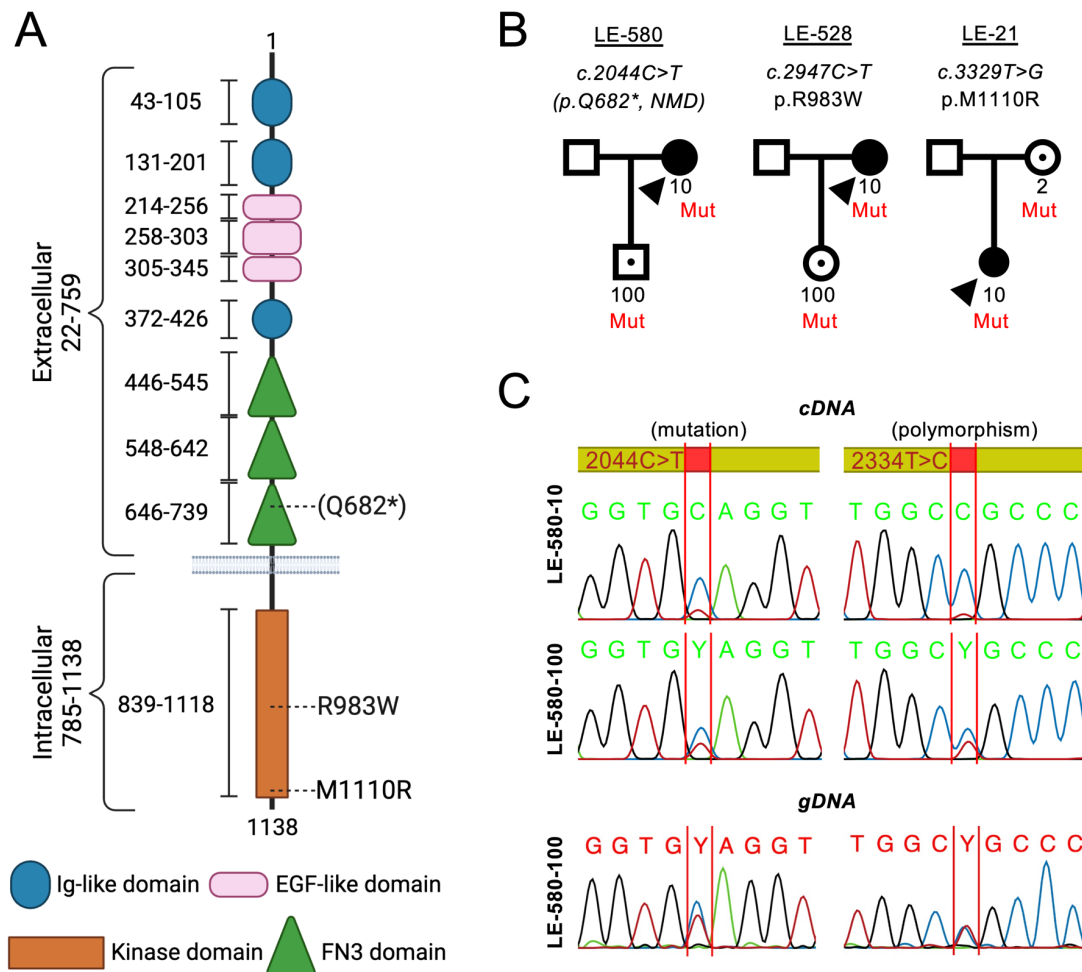 A
1
43-105
131-201
214-256
258-303
305-345
372-426
446-545
548-642
646-739
(Q682*)
Extracellular
22-759
Intracellular
785-1138
839-1118
R983W
M1110R
1138
Ig-like domain
EGF-like domain
Kinase domain
FN3 domain
B
LE-580
c.2044C>T
(p.Q682*, NMD)
10
Mut
100
Mut
LE-528
c.2947C>T
p.R983W
10
Mut
100
Mut
LE-21
c.3329T>G
p.M1110R
2
Mut
10
Mut
C
cDNA
(mutation)
(polymorphism)
2044C>T
2334T>C
LE-580-10
G G T G C A G G T
T G G C C G C C C
LE-580-100
G G T G Y A G G T
T G G C Y G C C C
gDNA
LE-580-100
G G T G Y A G G T
T G G C Y G C C C